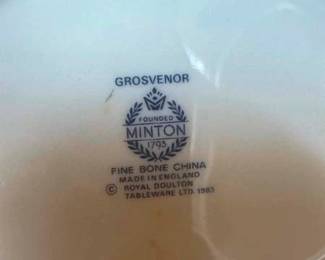 GROSVENOR
FOUNDED
MINTON
1793
FINE BONE CHINA
MADE IN ENGLAND
© ROYAL DOULTON
TABLEWARE LTD. 1983